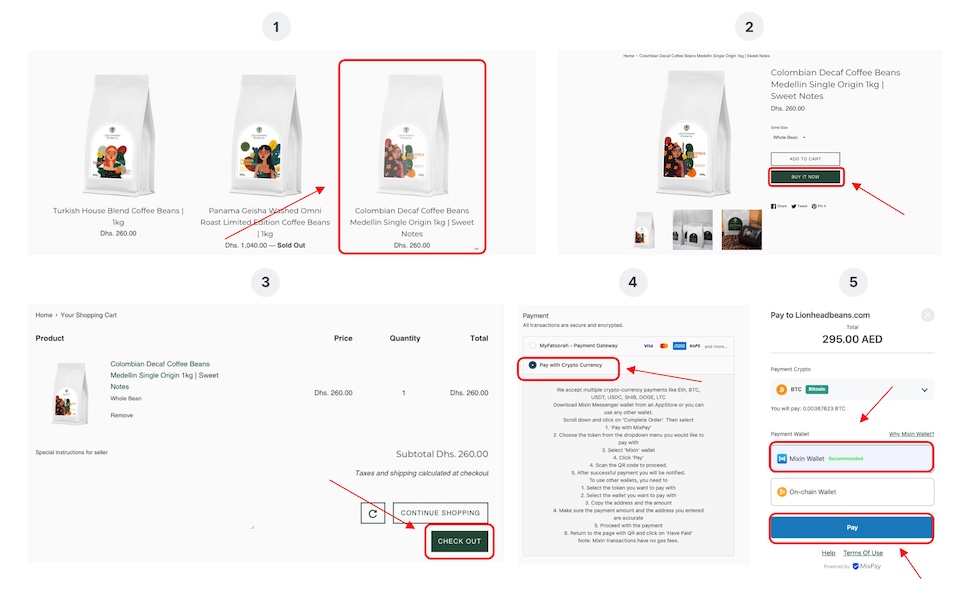 1
Turkish House Blend Coffee Beans |
1kg
Dhs. 260.00
Panama Geisha Washed Omni
Roast Limited Edition Coffee Beans
| 1kg
Dhs. 1,040.00 — Sold Out
Colombian Decaf Coffee Beans
Medellin Single Origin 1kg | Sweet
Notes
Dhs. 260.00
2
Home › Colombian Decaf Coffee Beans Medellin Single Origin 1kg | Sweet Notes
Colombian Decaf Coffee Beans
Medellin Single Origin 1kg |
Sweet Notes
Dhs. 260.00
Grind Size
Whole Bean
ADD TO CART
BUY IT NOW
Share Tweet Pin it
3
Home › Your Shopping Cart
Product Price Quantity Total
Colombian Decaf Coffee Beans
Medellin Single Origin 1kg | Sweet
Notes
Whole Bean
Remove
Dhs. 260.00 1 Dhs. 260.00
Special instructions for seller
Subtotal Dhs. 260.00
Taxes and shipping calculated at checkout
CONTINUE SHOPPING
CHECK OUT
4
Payment
All transactions are secure and encrypted.
MyFatoorah - Payment Gateway VISA and more...
Pay with Crypto Currency
We accept multiple crypto-currency payments like Eth, BTC,
USDT, USDC, SHIB, DOGE, LTC
Download Mixin Messenger wallet from an AppStore or you can
use any other wallet.
Scroll down and click on 'Complete Order'. Then select
1. 'Pay with MixPay'
2. Choose the token from the dropdown menu you would like to
pay with
3. Select 'Mixin' wallet
4. Click 'Pay'
4. Scan the QR code to proceed.
5. After successful payment you will be notified.
To use other wallets, you need to
1. Select the token you want to pay with
2. Select the wallet you want to pay with
3. Copy the address and the amount
4. Make sure the payment amount and the address you entered
are accurate
5. Proceed with the payment
6. Return to the page with QR and click on 'Have Paid'
Note: Mixin transactions have no gas fees.
5
Pay to Lionheadbeans.com
Total
295.00 AED
Payment Crypto
BTC Bitcoin
You will pay: 0.00367623 BTC
Payment Wallet Why Mixin Wallet?
Mixin Wallet Recommended
On-chain Wallet
Pay
Help Terms Of Use
Powered by MixPay